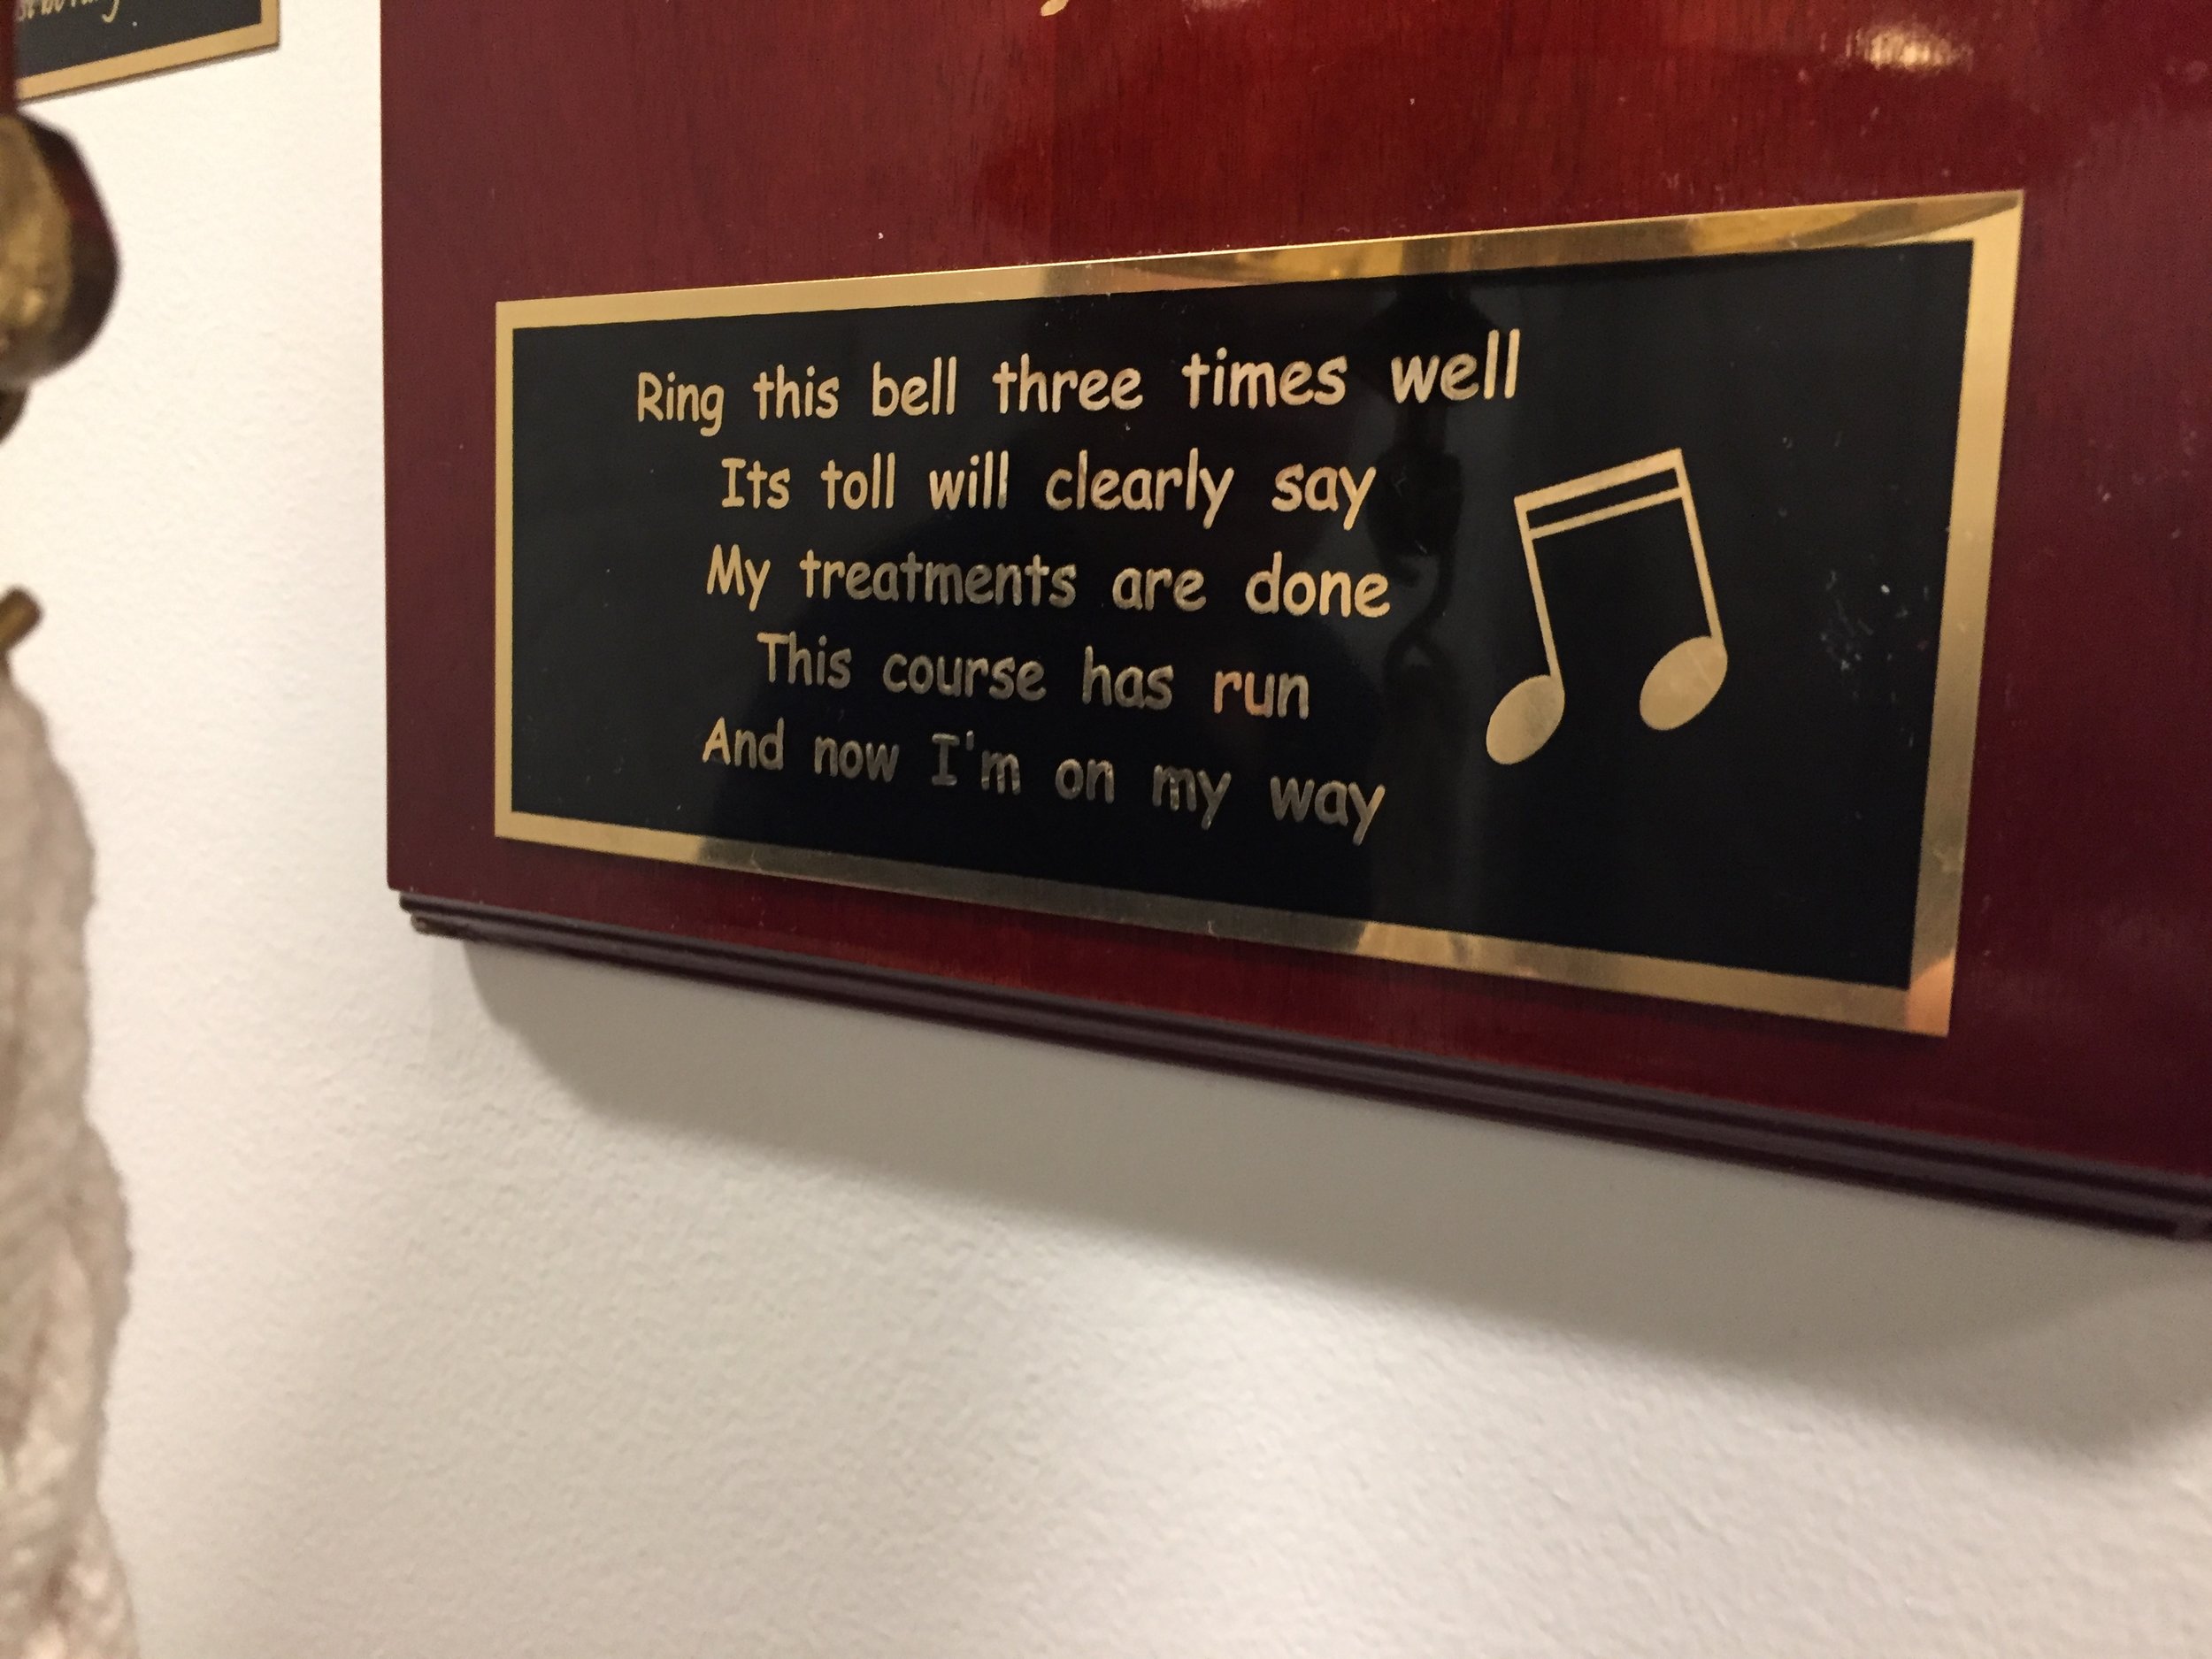 Ring this bell three times well
Its toll will clearly say
My treatments are done
This course has run
And now I'm on my way